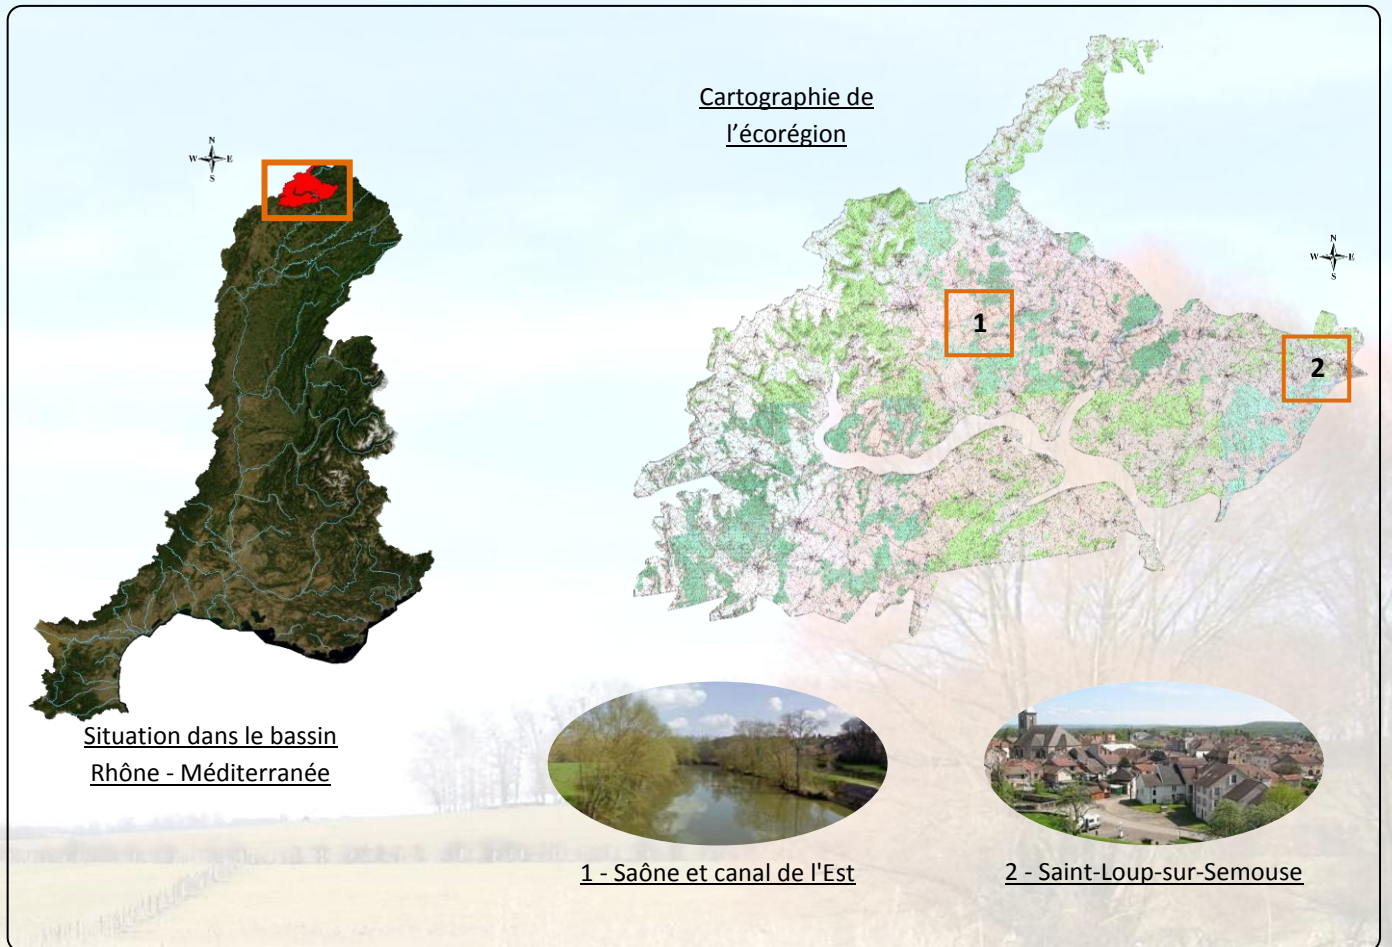 Cartographie de
l’écorégion
N
W E
S
N
W E
S
1
2
Situation dans le bassin
Rhône - Méditerranée
1 - Saône et canal de l'Est
2 - Saint-Loup-sur-Semouse